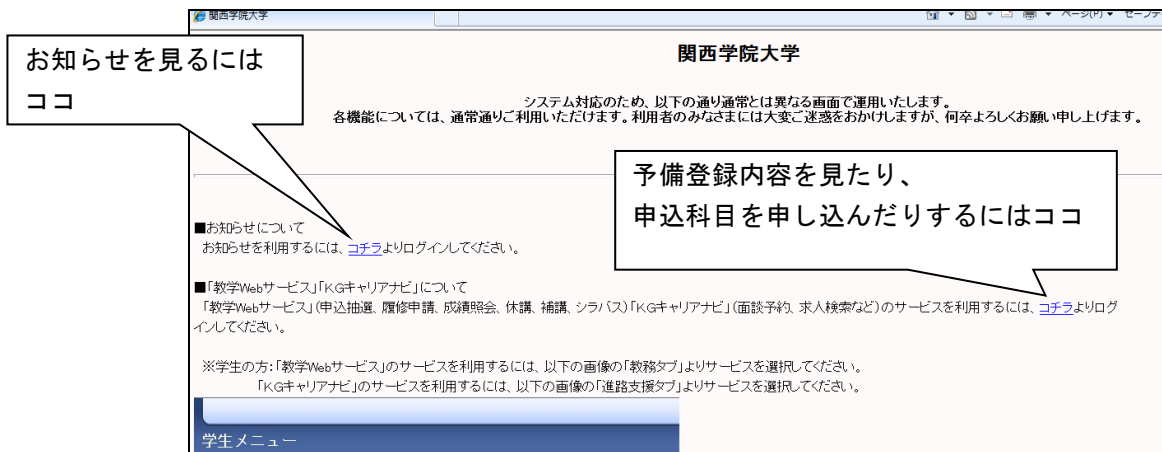 関西学院大学
ページ(P)
お知らせを見るには
ココ
関西学院大学
システム対応のため、以下の通り通常とは異なる画面で運用いたします。
各機能については、通常通りご利用いただけます。利用者のみなさまには大変ご迷惑をおかけしますが、何卒よろしくお願い申し上げます。
予備登録内容を見たり、
申込科目を申し込んだりするにはココ
■お知らせについて
お知らせを利用するには、コチラよりログインしてください。
■「教学Webサービス」「KGキャリアナビ」について
「教学Webサービス」(申込抽選、履修申請、成績照会、休講、補講、シラバス)「KGキャリアナビ」(面談予約、求人検索など)のサービスを利用するには、コチラよりログ
インしてください。
※学生の方:「教学Webサービス」のサービスを利用するには、以下の画像の「教務タブ」よりサービスを選択してください。
「KGキャリアナビ」のサービスを利用するには、以下の画像の「進路支援タブ」よりサービスを選択してください。
学生メニュー